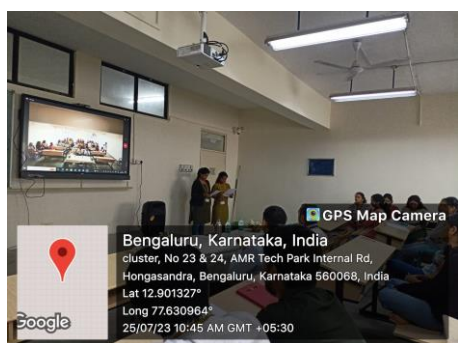 GPS Map Camera
Bengaluru, Karnataka, India
cluster, No 23 & 24, AMR Tech Park Internal Rd,
Hongasandra, Bengaluru, Karnataka 560068, India
Lat 12.901327°
Long 77.630964°
25/07/23 10:45 AM GMT +05:30
Google